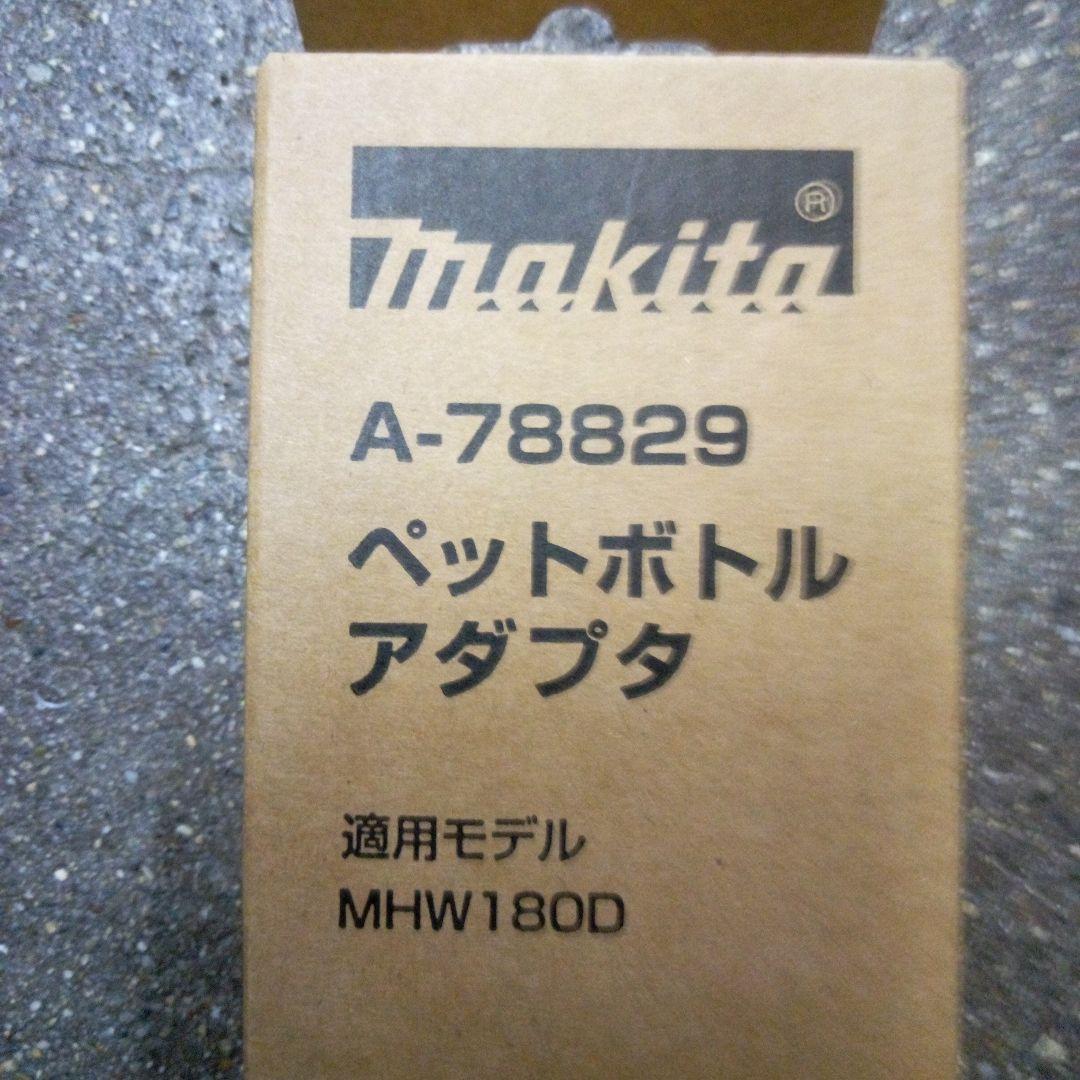 makita®
A-78829
ペットボトル
アダプタ
適用モデル
MHW180D